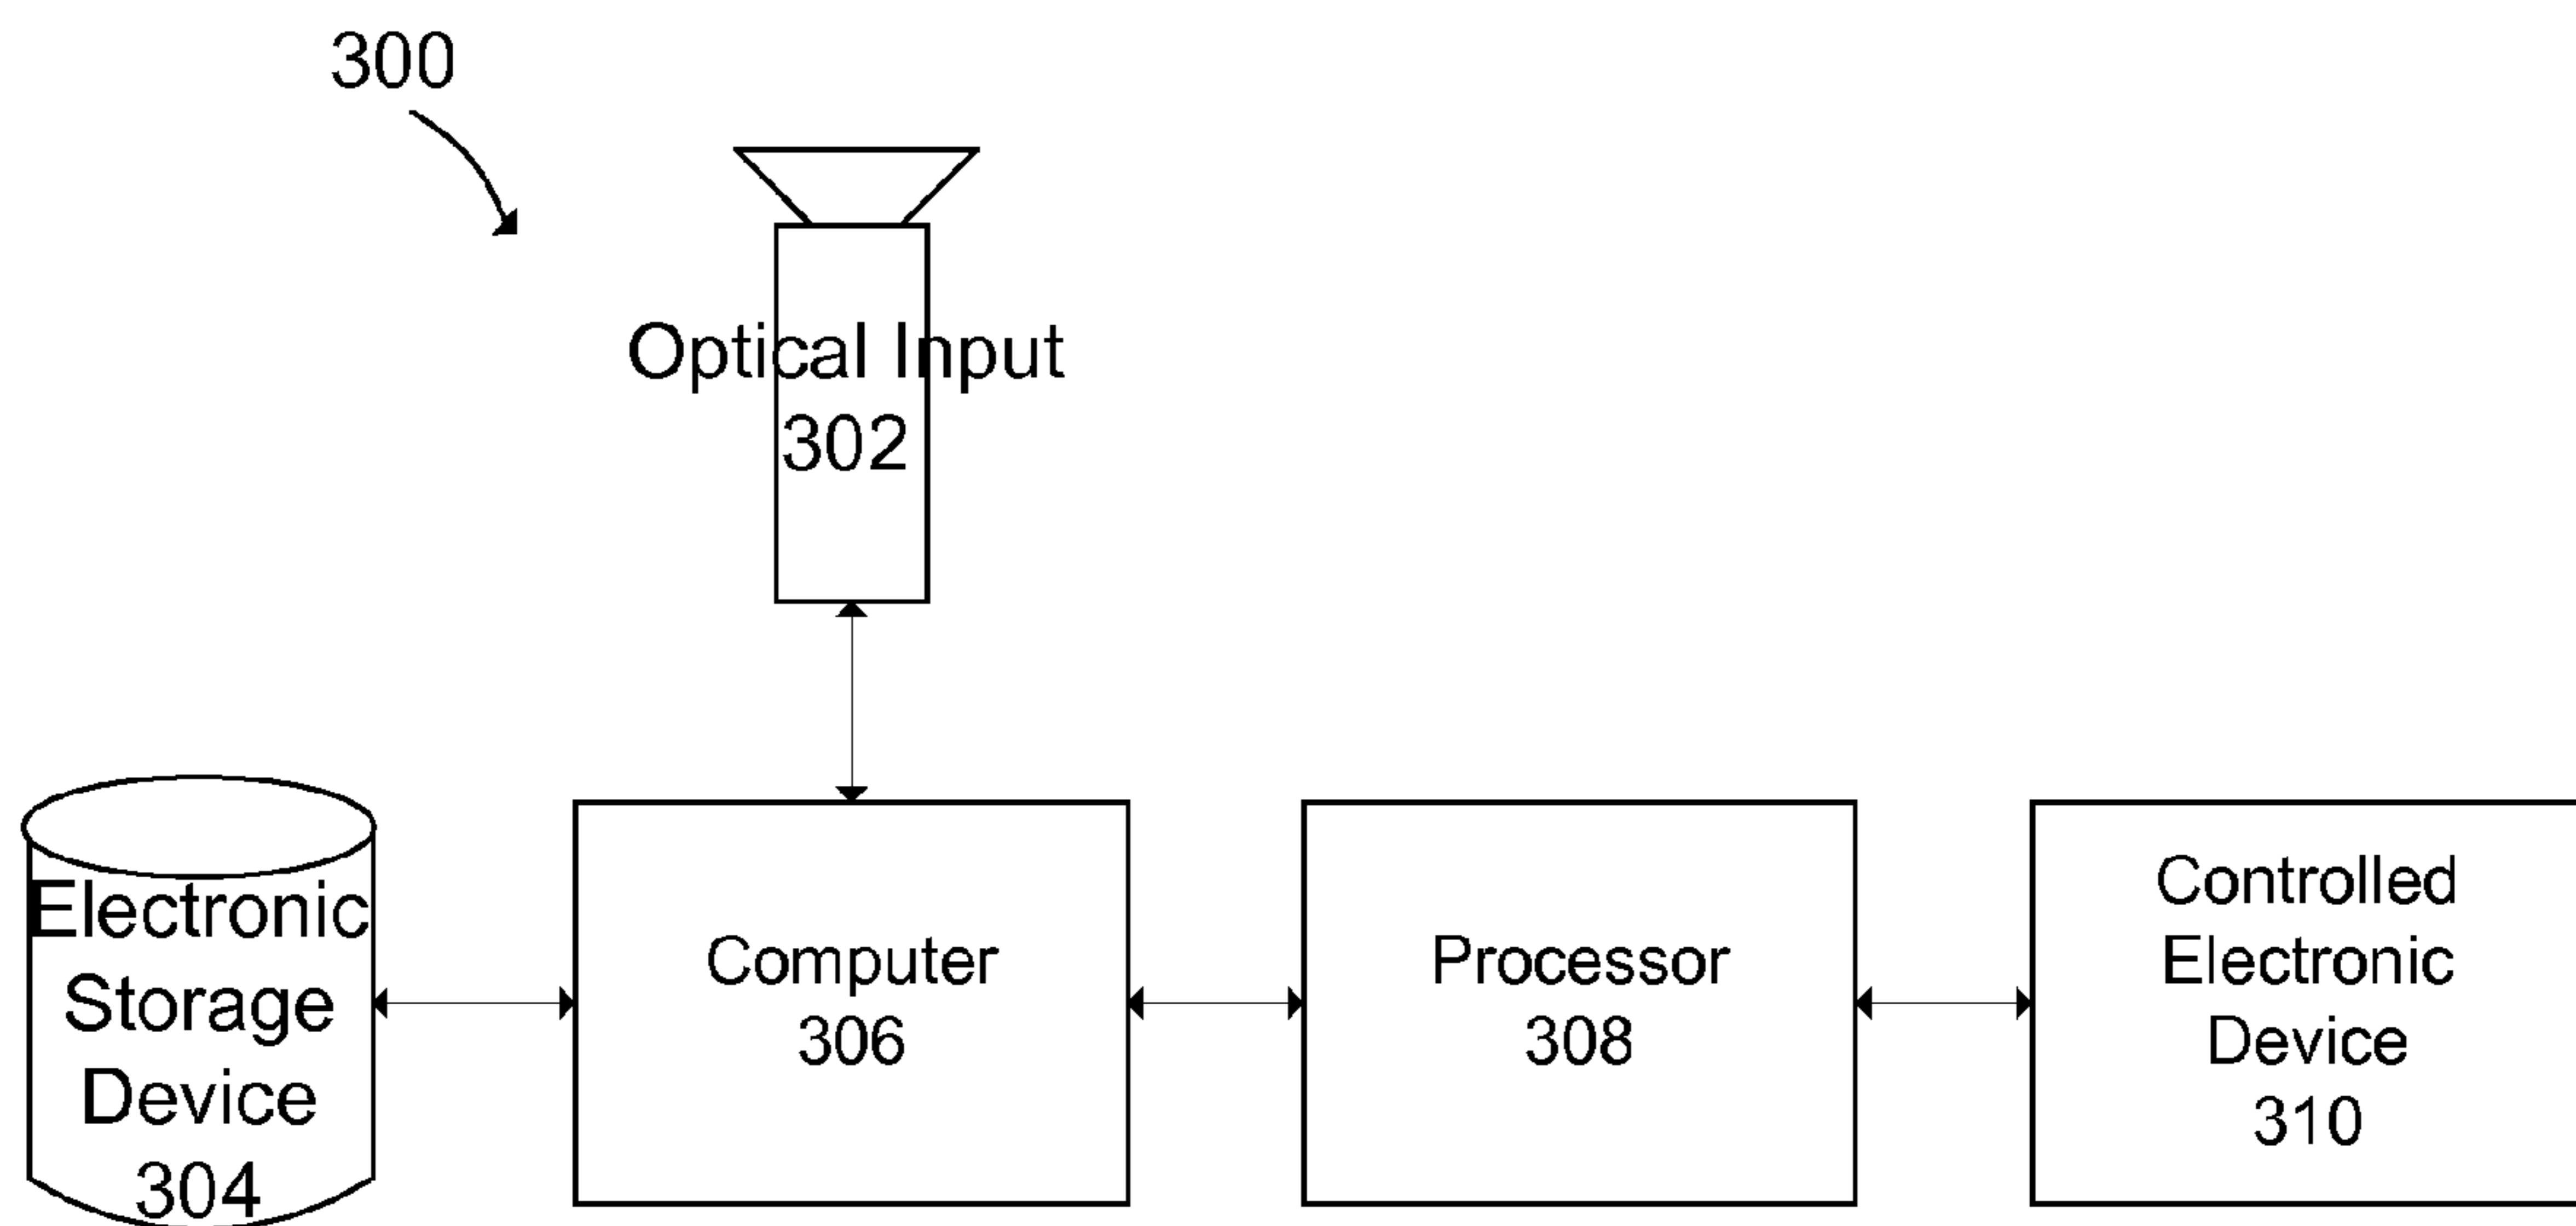 300
Optical Input
302
Electronic
Storage
Device
304
Computer
306
Processor
308
Controlled
Electronic
Device
310